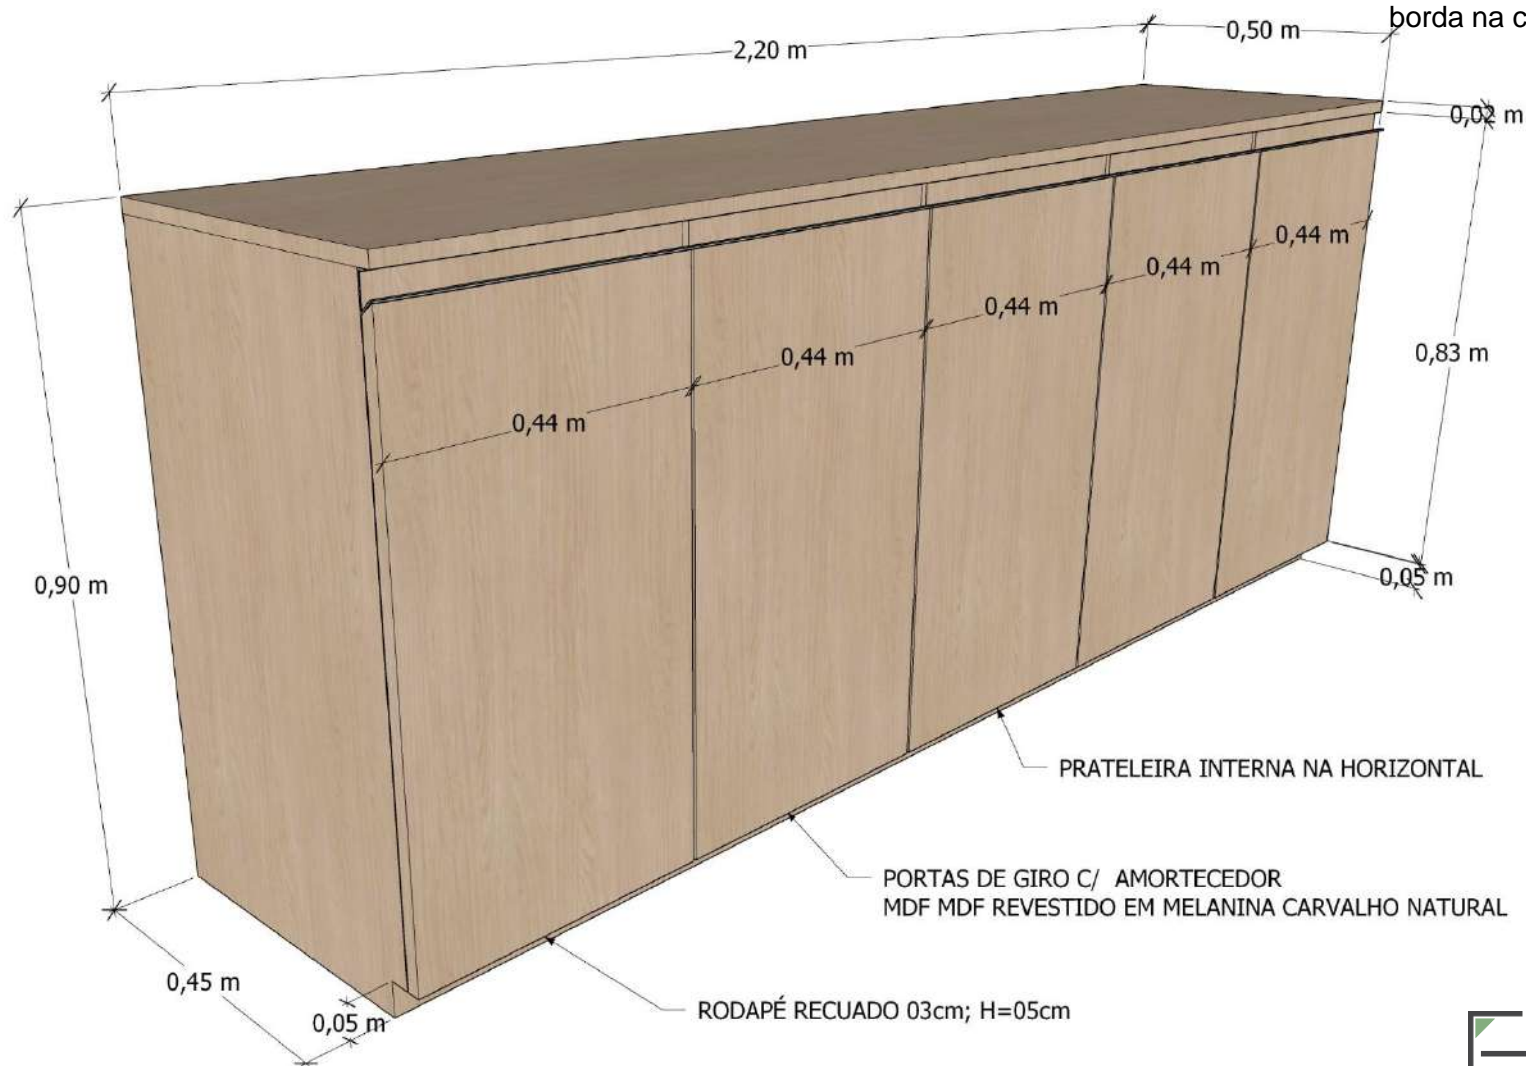 borda na c
2,20 m
0,50 m
0,02 m
0,44 m
0,44 m
0,44 m
0,44 m
0,44 m
0,83 m
0,90 m
0,05 m
PRATELEIRA INTERNA NA HORIZONTAL
PORTAS DE GIRO C/ AMORTECEDOR
MDF MDF REVESTIDO EM MELANINA CARVALHO NATURAL
0,45 m
0,05 m
RODAPÉ RECUADO 03cm; H=05cm